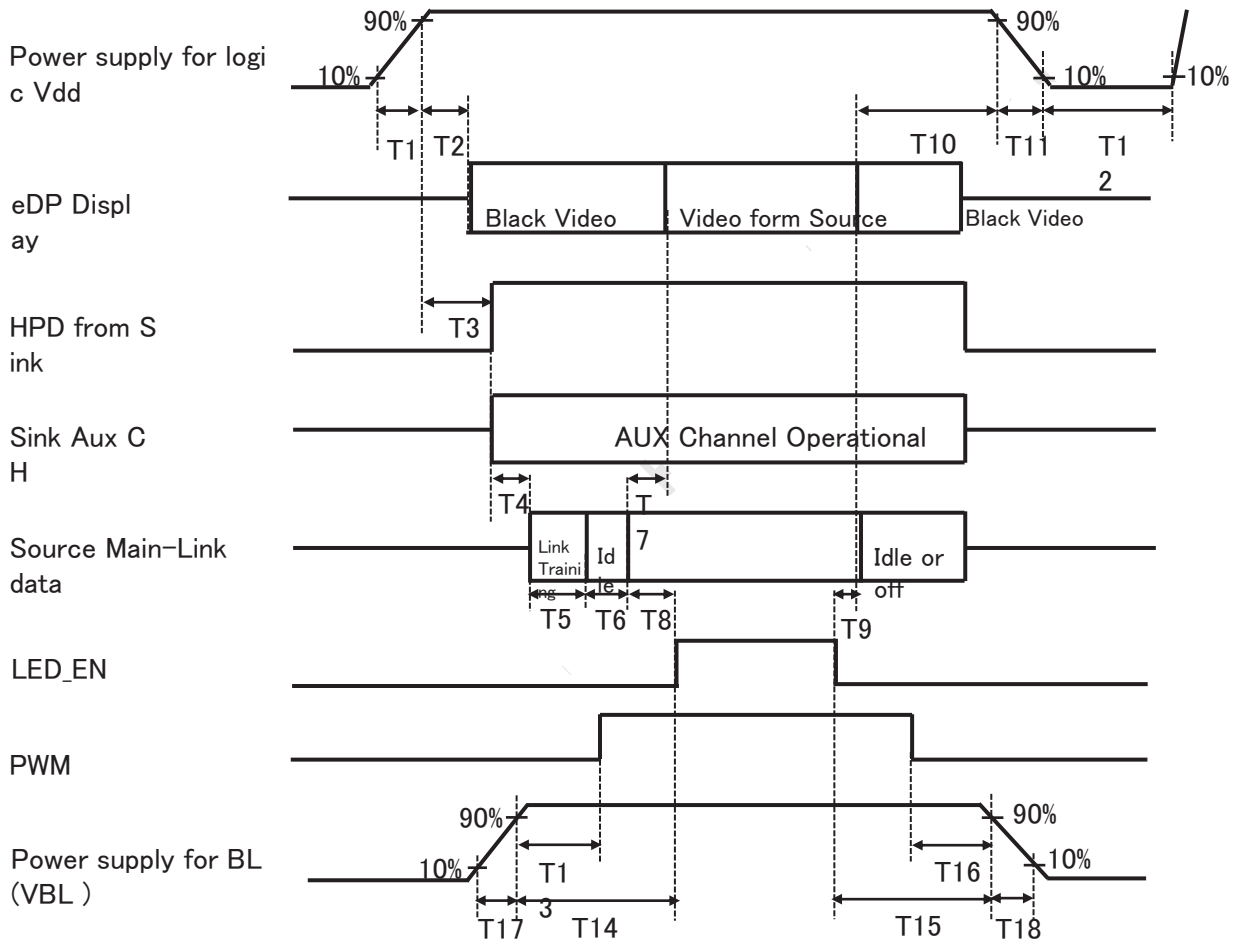 90%
90%
Power supply for logi
c Vdd
10%
10%
10%
T1
T2
T10
T11
T1
2
eDP Displ
ay
Black Video
Video form Source
Black Video
T3
HPD from S
ink
Sink Aux C
H
AUX Channel Operational
T4
T
7
Source Main-Link
data
Link
Traini
ng
Id
le
Idle or
off
T5
T6
T8
T9
LED_EN
PWM
90%
90%
Power supply for BL
(VBL )
10%
10%
T1
3
T16
T17
T14
T15
T18